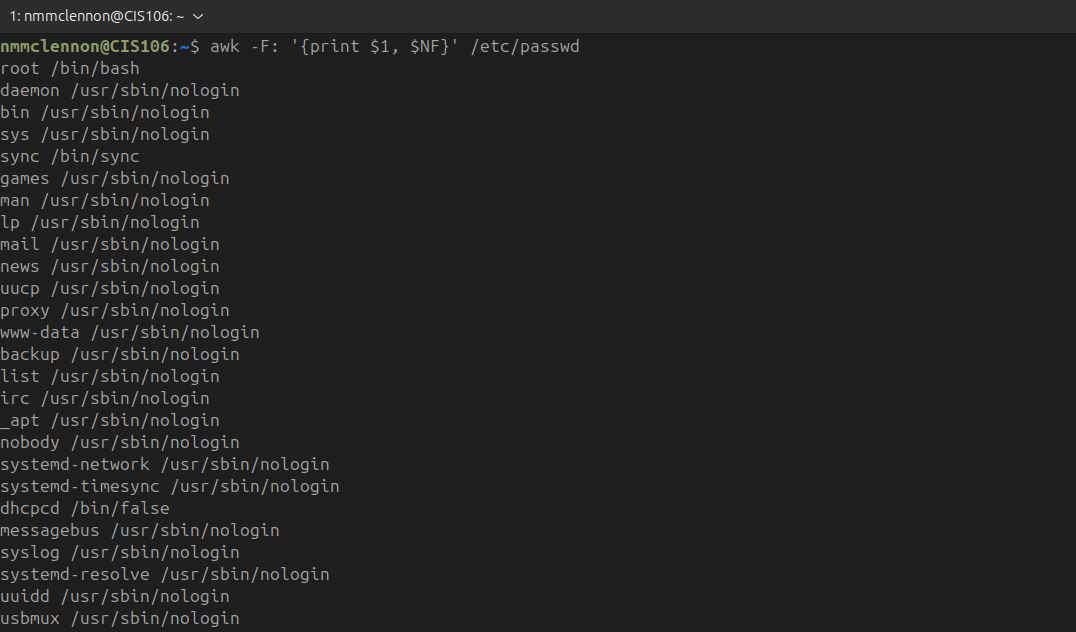 1: nmmclennon@CIS106: ~
nmmclennon@CIS106:~$ awk -F: '{print $1, $NF}' /etc/passwd
root /bin/bash
daemon /usr/sbin/nologin
bin /usr/sbin/nologin
sys /usr/sbin/nologin
sync /bin/sync
games /usr/sbin/nologin
man /usr/sbin/nologin
lp /usr/sbin/nologin
mail /usr/sbin/nologin
news /usr/sbin/nologin
uucp /usr/sbin/nologin
proxy /usr/sbin/nologin
www-data /usr/sbin/nologin
backup /usr/sbin/nologin
list /usr/sbin/nologin
irc /usr/sbin/nologin
_apt /usr/sbin/nologin
nobody /usr/sbin/nologin
systemd-network /usr/sbin/nologin
systemd-timesync /usr/sbin/nologin
dhcpcd /bin/false
messagebus /usr/sbin/nologin
syslog /usr/sbin/nologin
systemd-resolve /usr/sbin/nologin
uuidd /usr/sbin/nologin
usbmux /usr/sbin/nologin